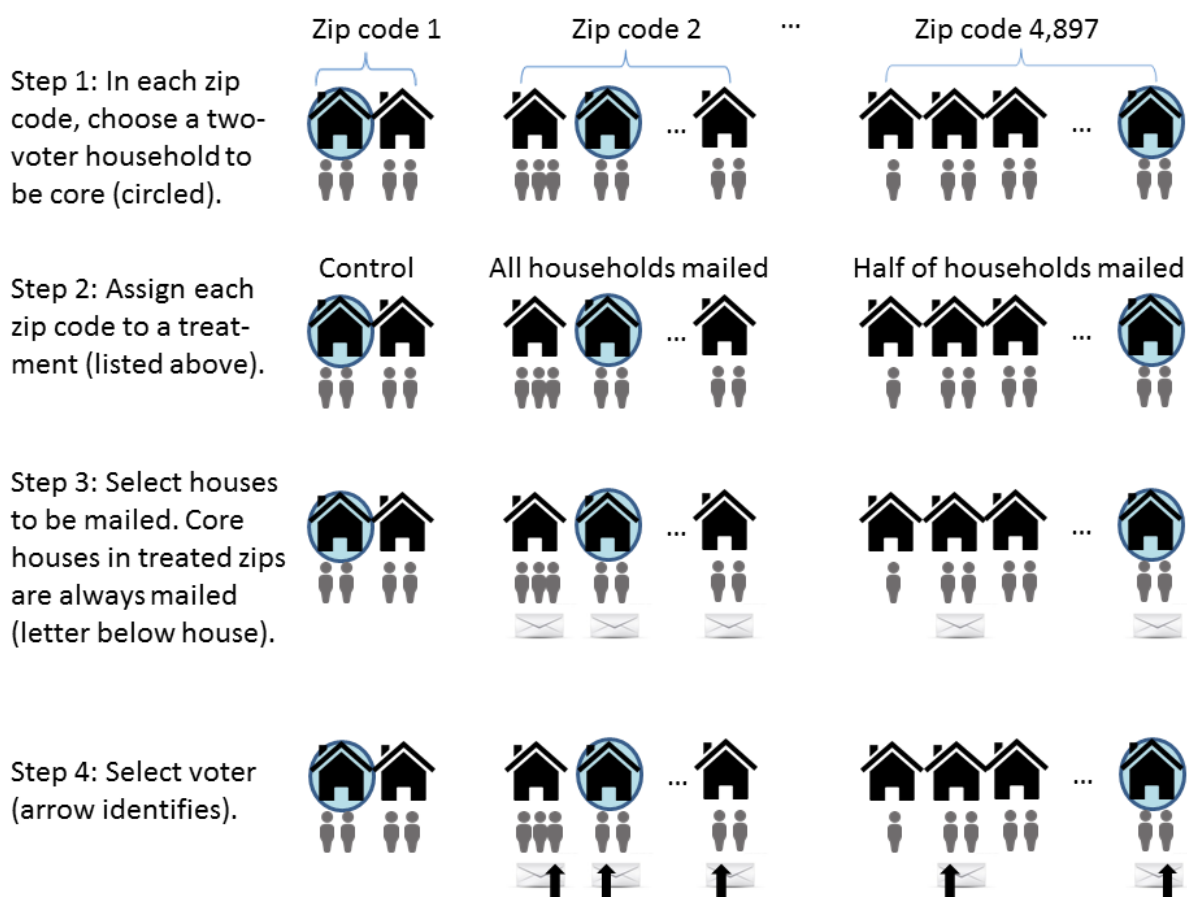 Zip code 1
Zip code 2
...
Zip code 4,897
Step 1: In each zip
code, choose a two-
voter household to
be core (circled).
...
...
Control
All households mailed
Half of households mailed
Step 2: Assign each
zip code to a treat-
ment (listed above).
...
...
Step 3: Select houses
to be mailed. Core
houses in treated zips
are always mailed
(letter below house).
...
...
Step 4: Select voter
(arrow identifies).
...
...